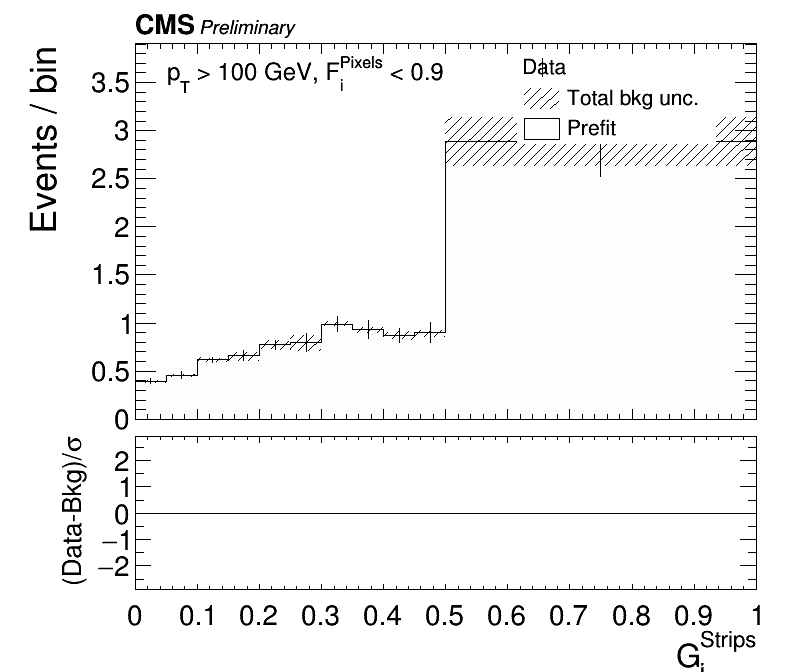 CMS Preliminary
p_T > 100 GeV, F_i^Pixels < 0.9
Data
Total bkg unc.
Prefit
Events / bin
3.5
3
2.5
2
1.5
1
0.5
0
(Data-Bkg)/σ
2
1
0
−1
−2
0 0.1 0.2 0.3 0.4 0.5 0.6 0.7 0.8 0.9 1
G_i^Strips